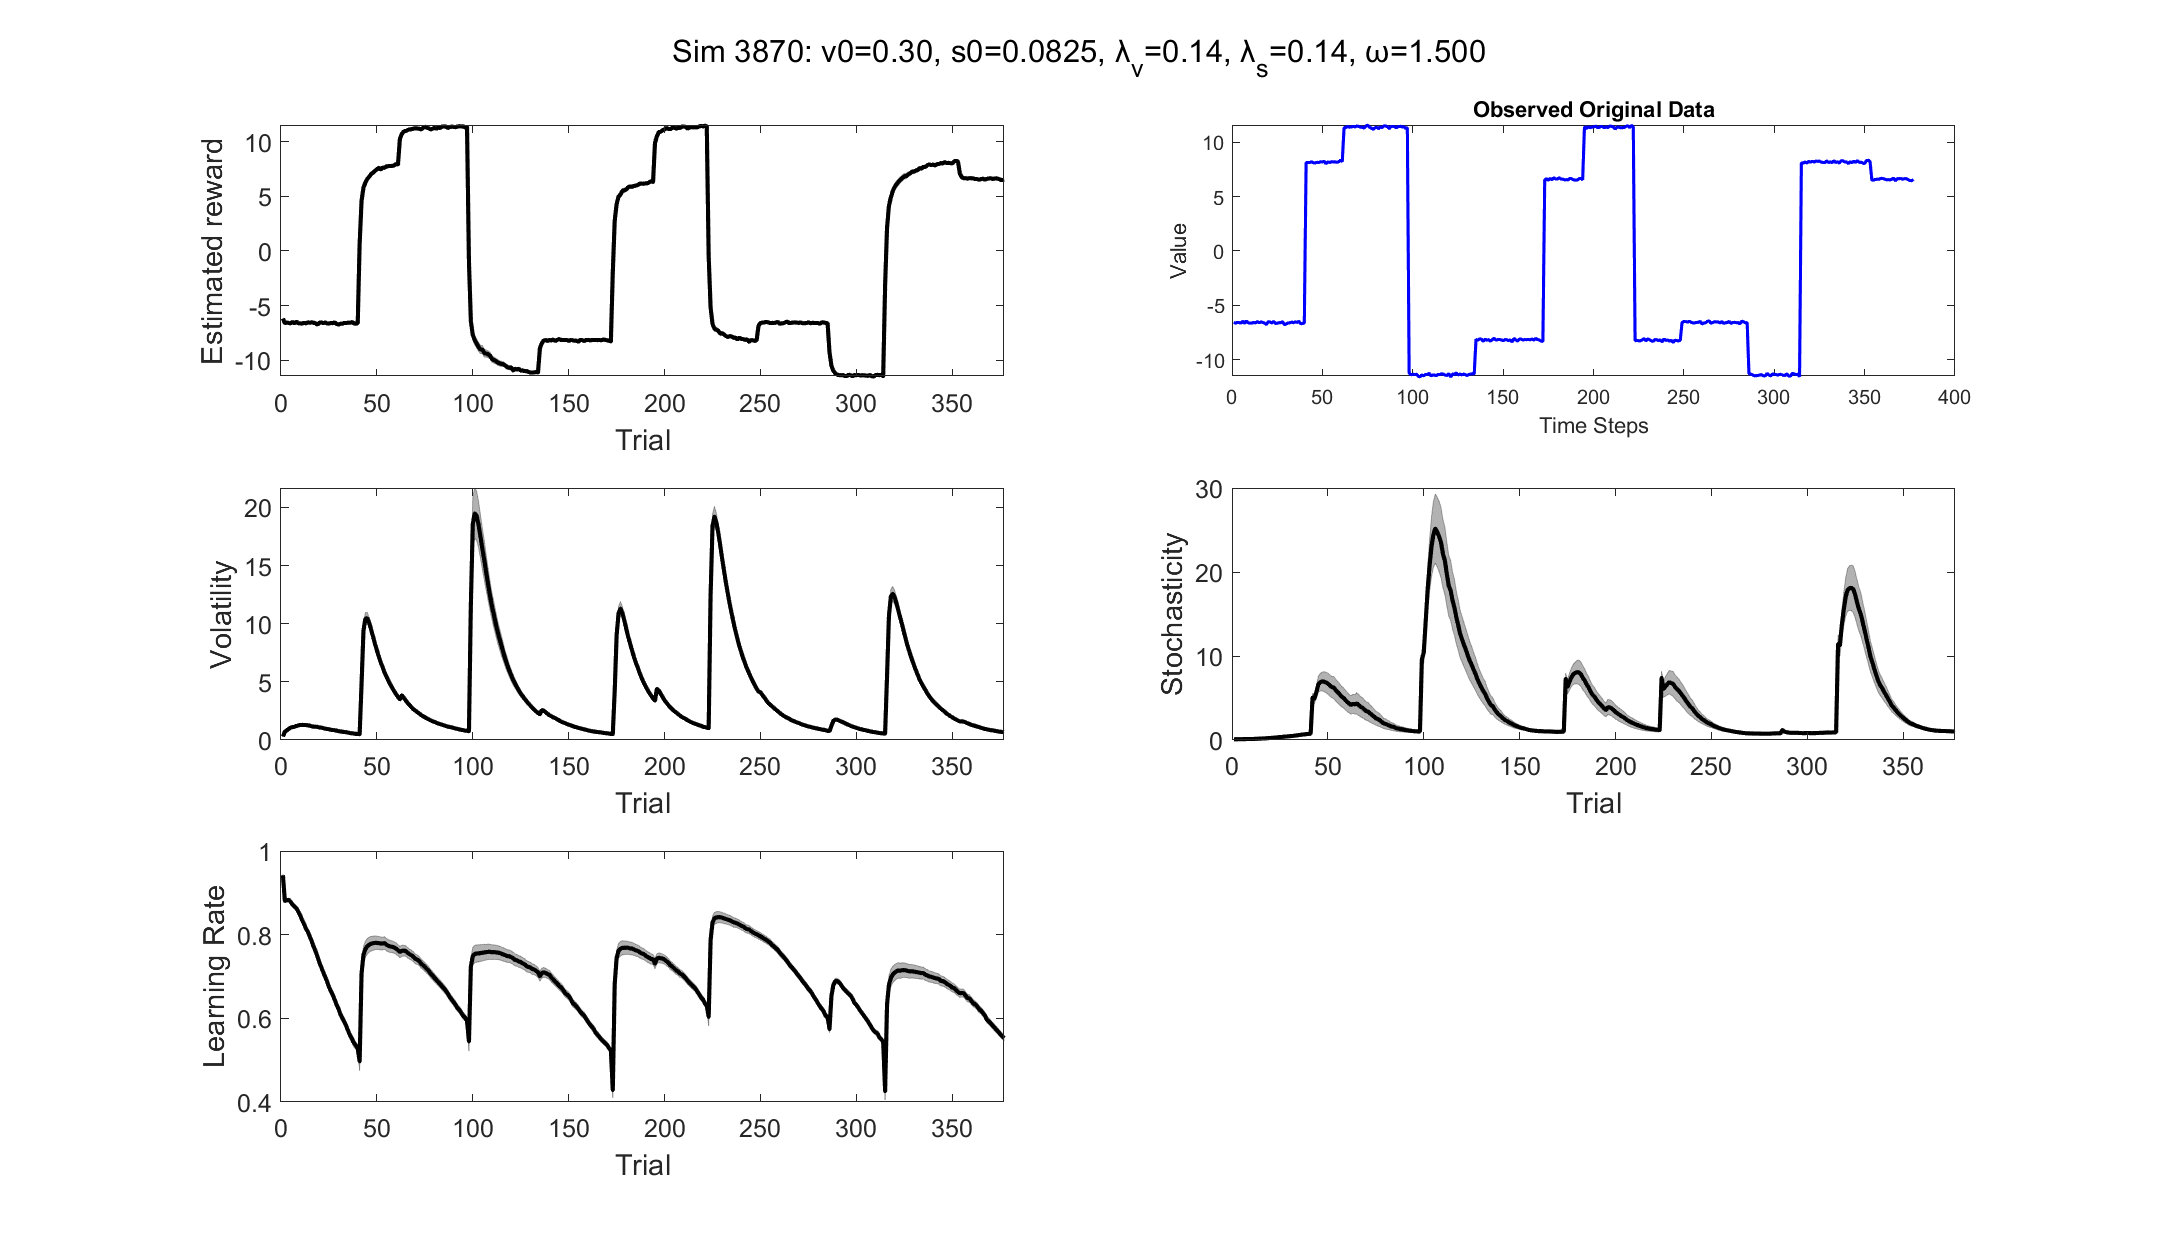 Sim 3870: v0=0.30, s0=0.0825, λ_v=0.14, λ_s=0.14, ω=1.500
Estimated reward
10
5
0
-5
-10
0 50 100 150 200 250 300 350
Trial
Observed Original Data
Value
10
5
0
-5
-10
0 50 100 150 200 250 300 350 400
Time Steps
Volatility
20
15
10
5
0
0 50 100 150 200 250 300 350
Trial
Stochasticity
30
20
10
0
0 50 100 150 200 250 300 350
Trial
Learning Rate
1
0.8
0.6
0.4
0 50 100 150 200 250 300 350
Trial